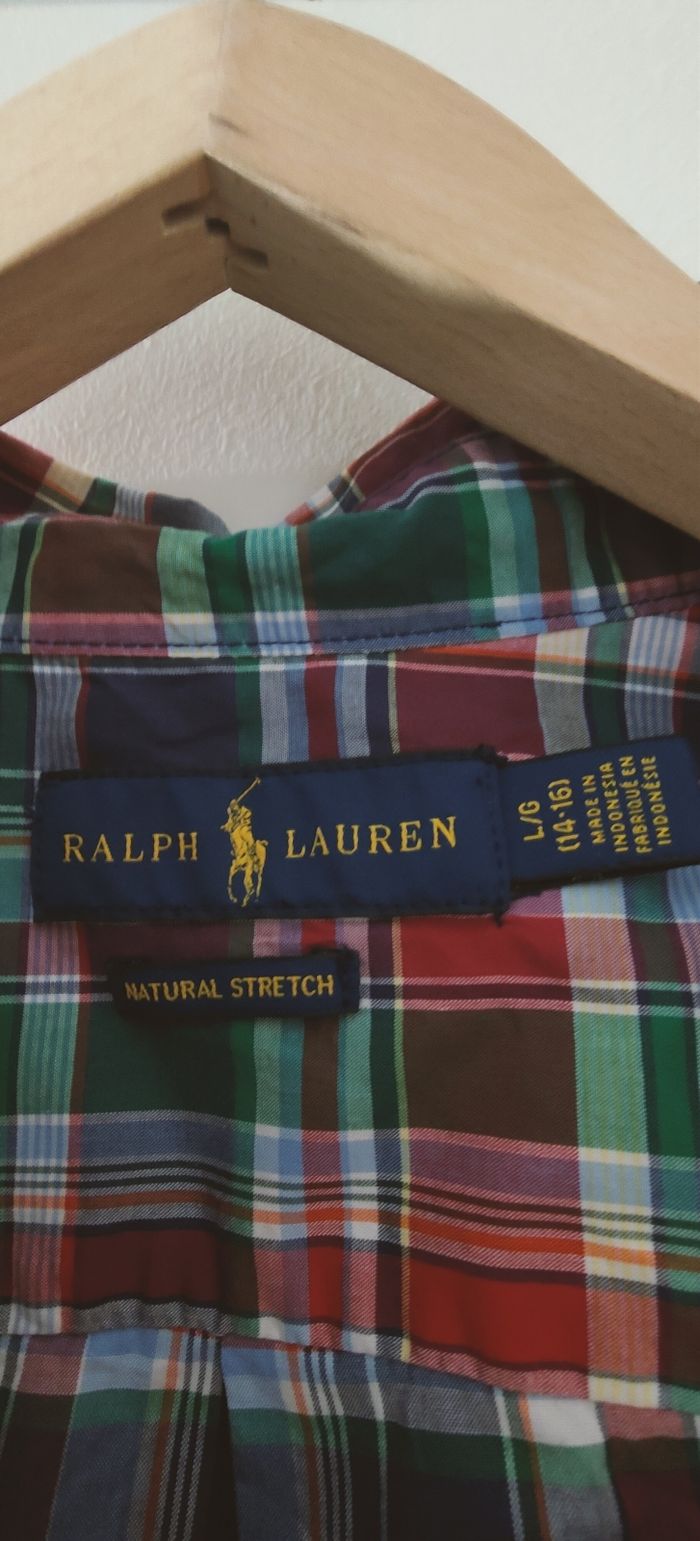 RALPH LAUREN
L/G
(14-16)
MADE IN
INDONESIA
FABRIQUÉ EN
INDONÉSIE
NATURAL STRETCH